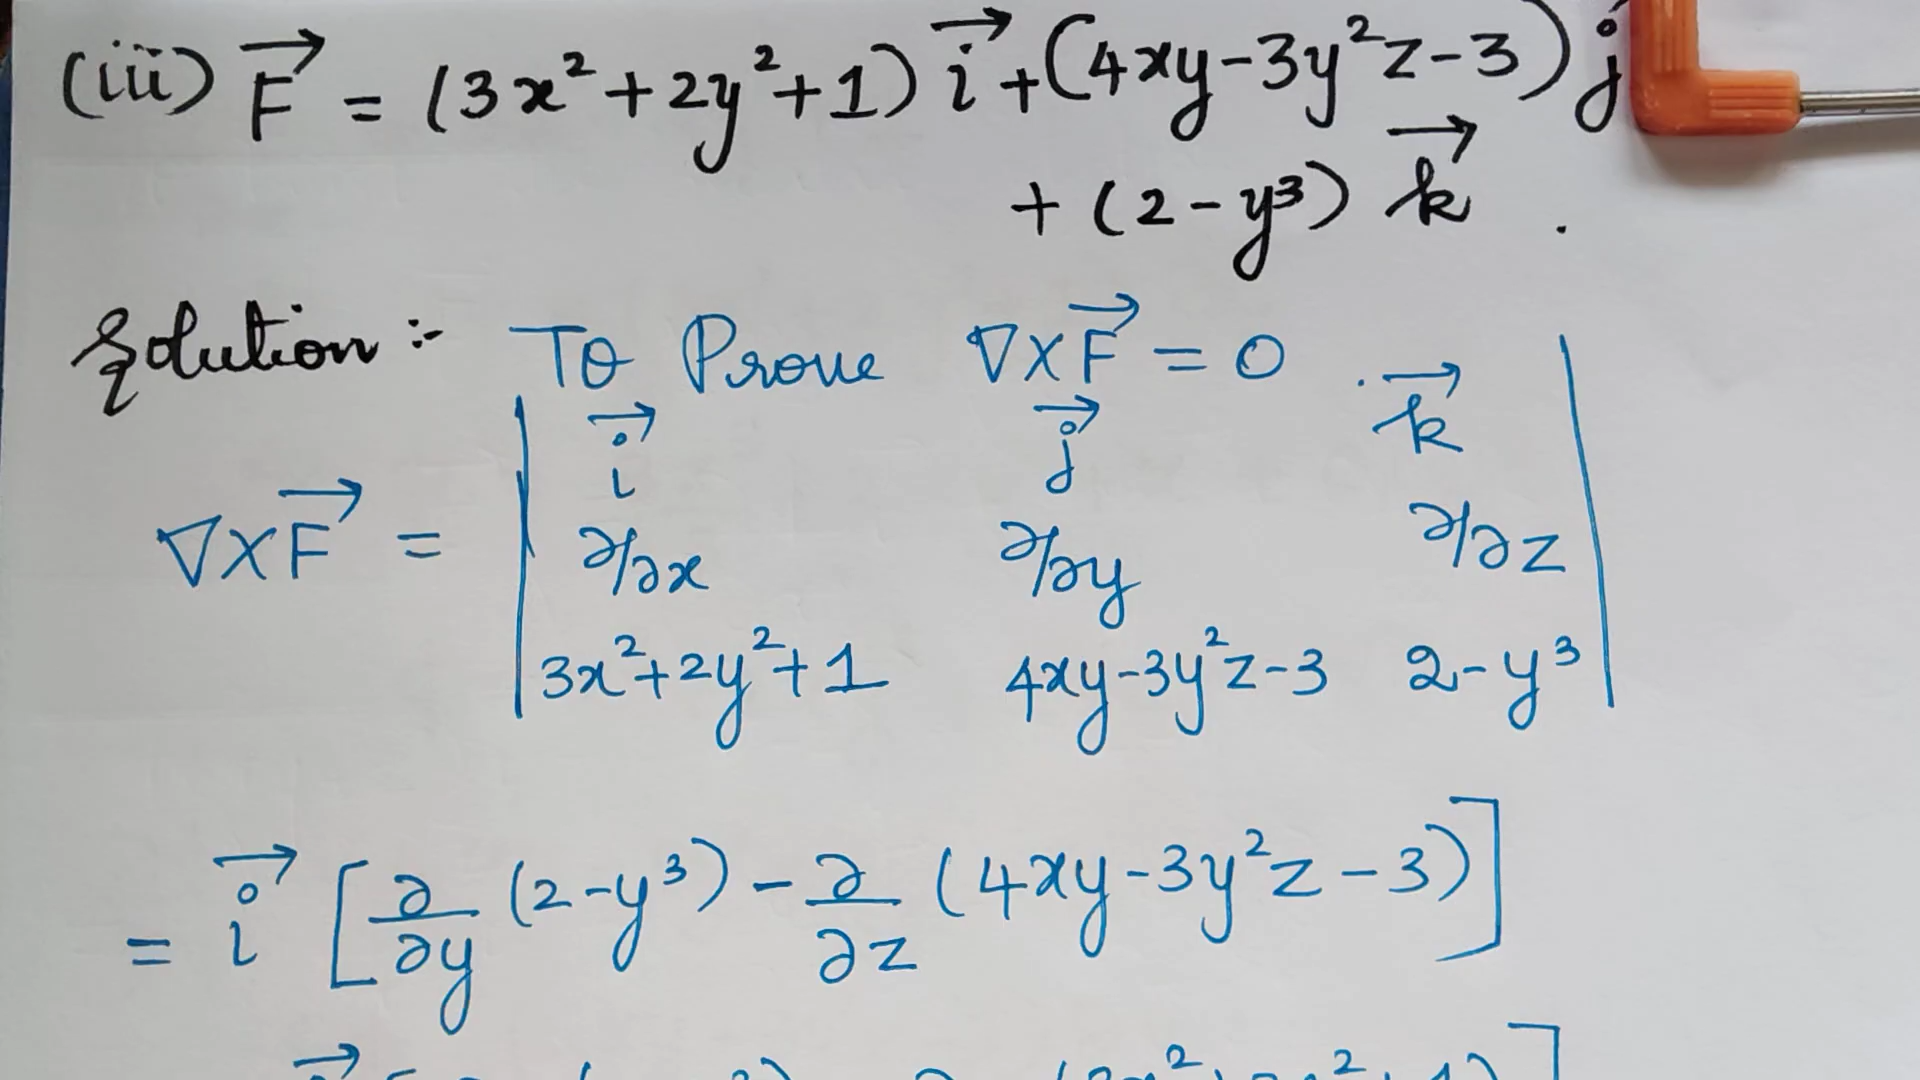 (iii) F⃗ = (3x²+2y²+1) i⃗ + (4xy-3y²z-3) j
+ (2-y³) k⃗ .
Solution :- To Prove ∇×F⃗ = 0 .
i⃗ j⃗ k⃗
∇×F⃗ = | ∂/∂x ∂/∂y ∂/∂z |
3x²+2y²+1 4xy-3y²z-3 2-y³
= i⃗ [∂/∂y (2-y³) - ∂/∂z (4xy-3y²z-3)]